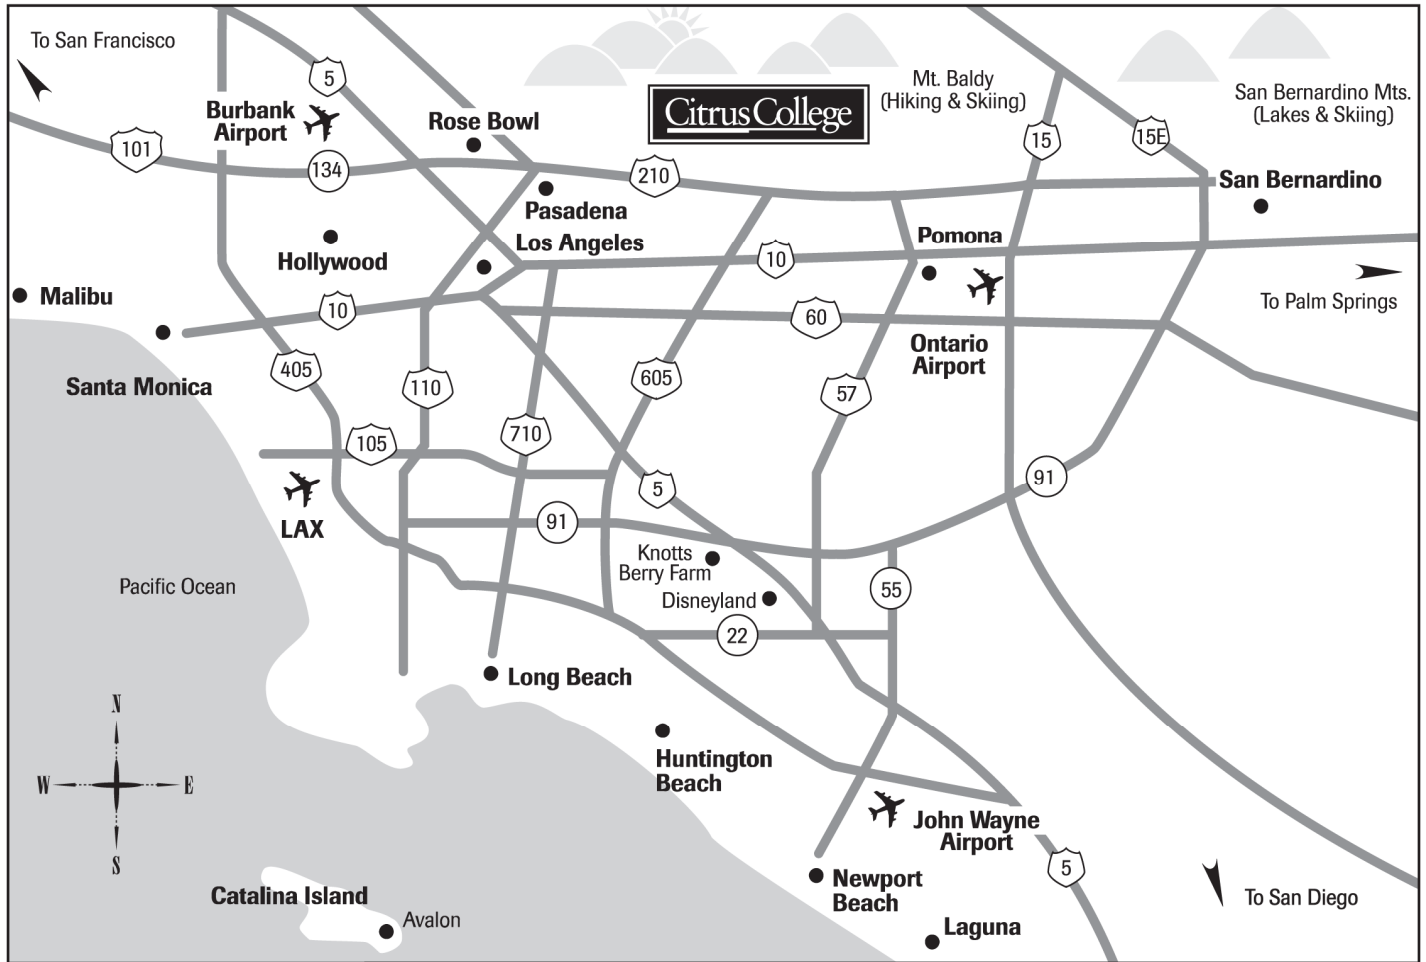 To San Francisco
5
Burbank
Airport
Rose Bowl
Citrus College
Mt. Baldy
(Hiking & Skiing)
San Bernardino Mts.
(Lakes & Skiing)
101
134
210
15
15E
San Bernardino
Pasadena
Los Angeles
Hollywood
Pomona
10
Malibu
10
60
To Palm Springs
Ontario
Airport
Santa Monica
405
110
605
57
105
710
5
91
LAX
91
Knotts
Berry Farm
Disneyland
55
Pacific Ocean
22
Long Beach
N
W
E
S
Huntington
Beach
John Wayne
Airport
5
Newport
Beach
To San Diego
Catalina Island
Avalon
Laguna